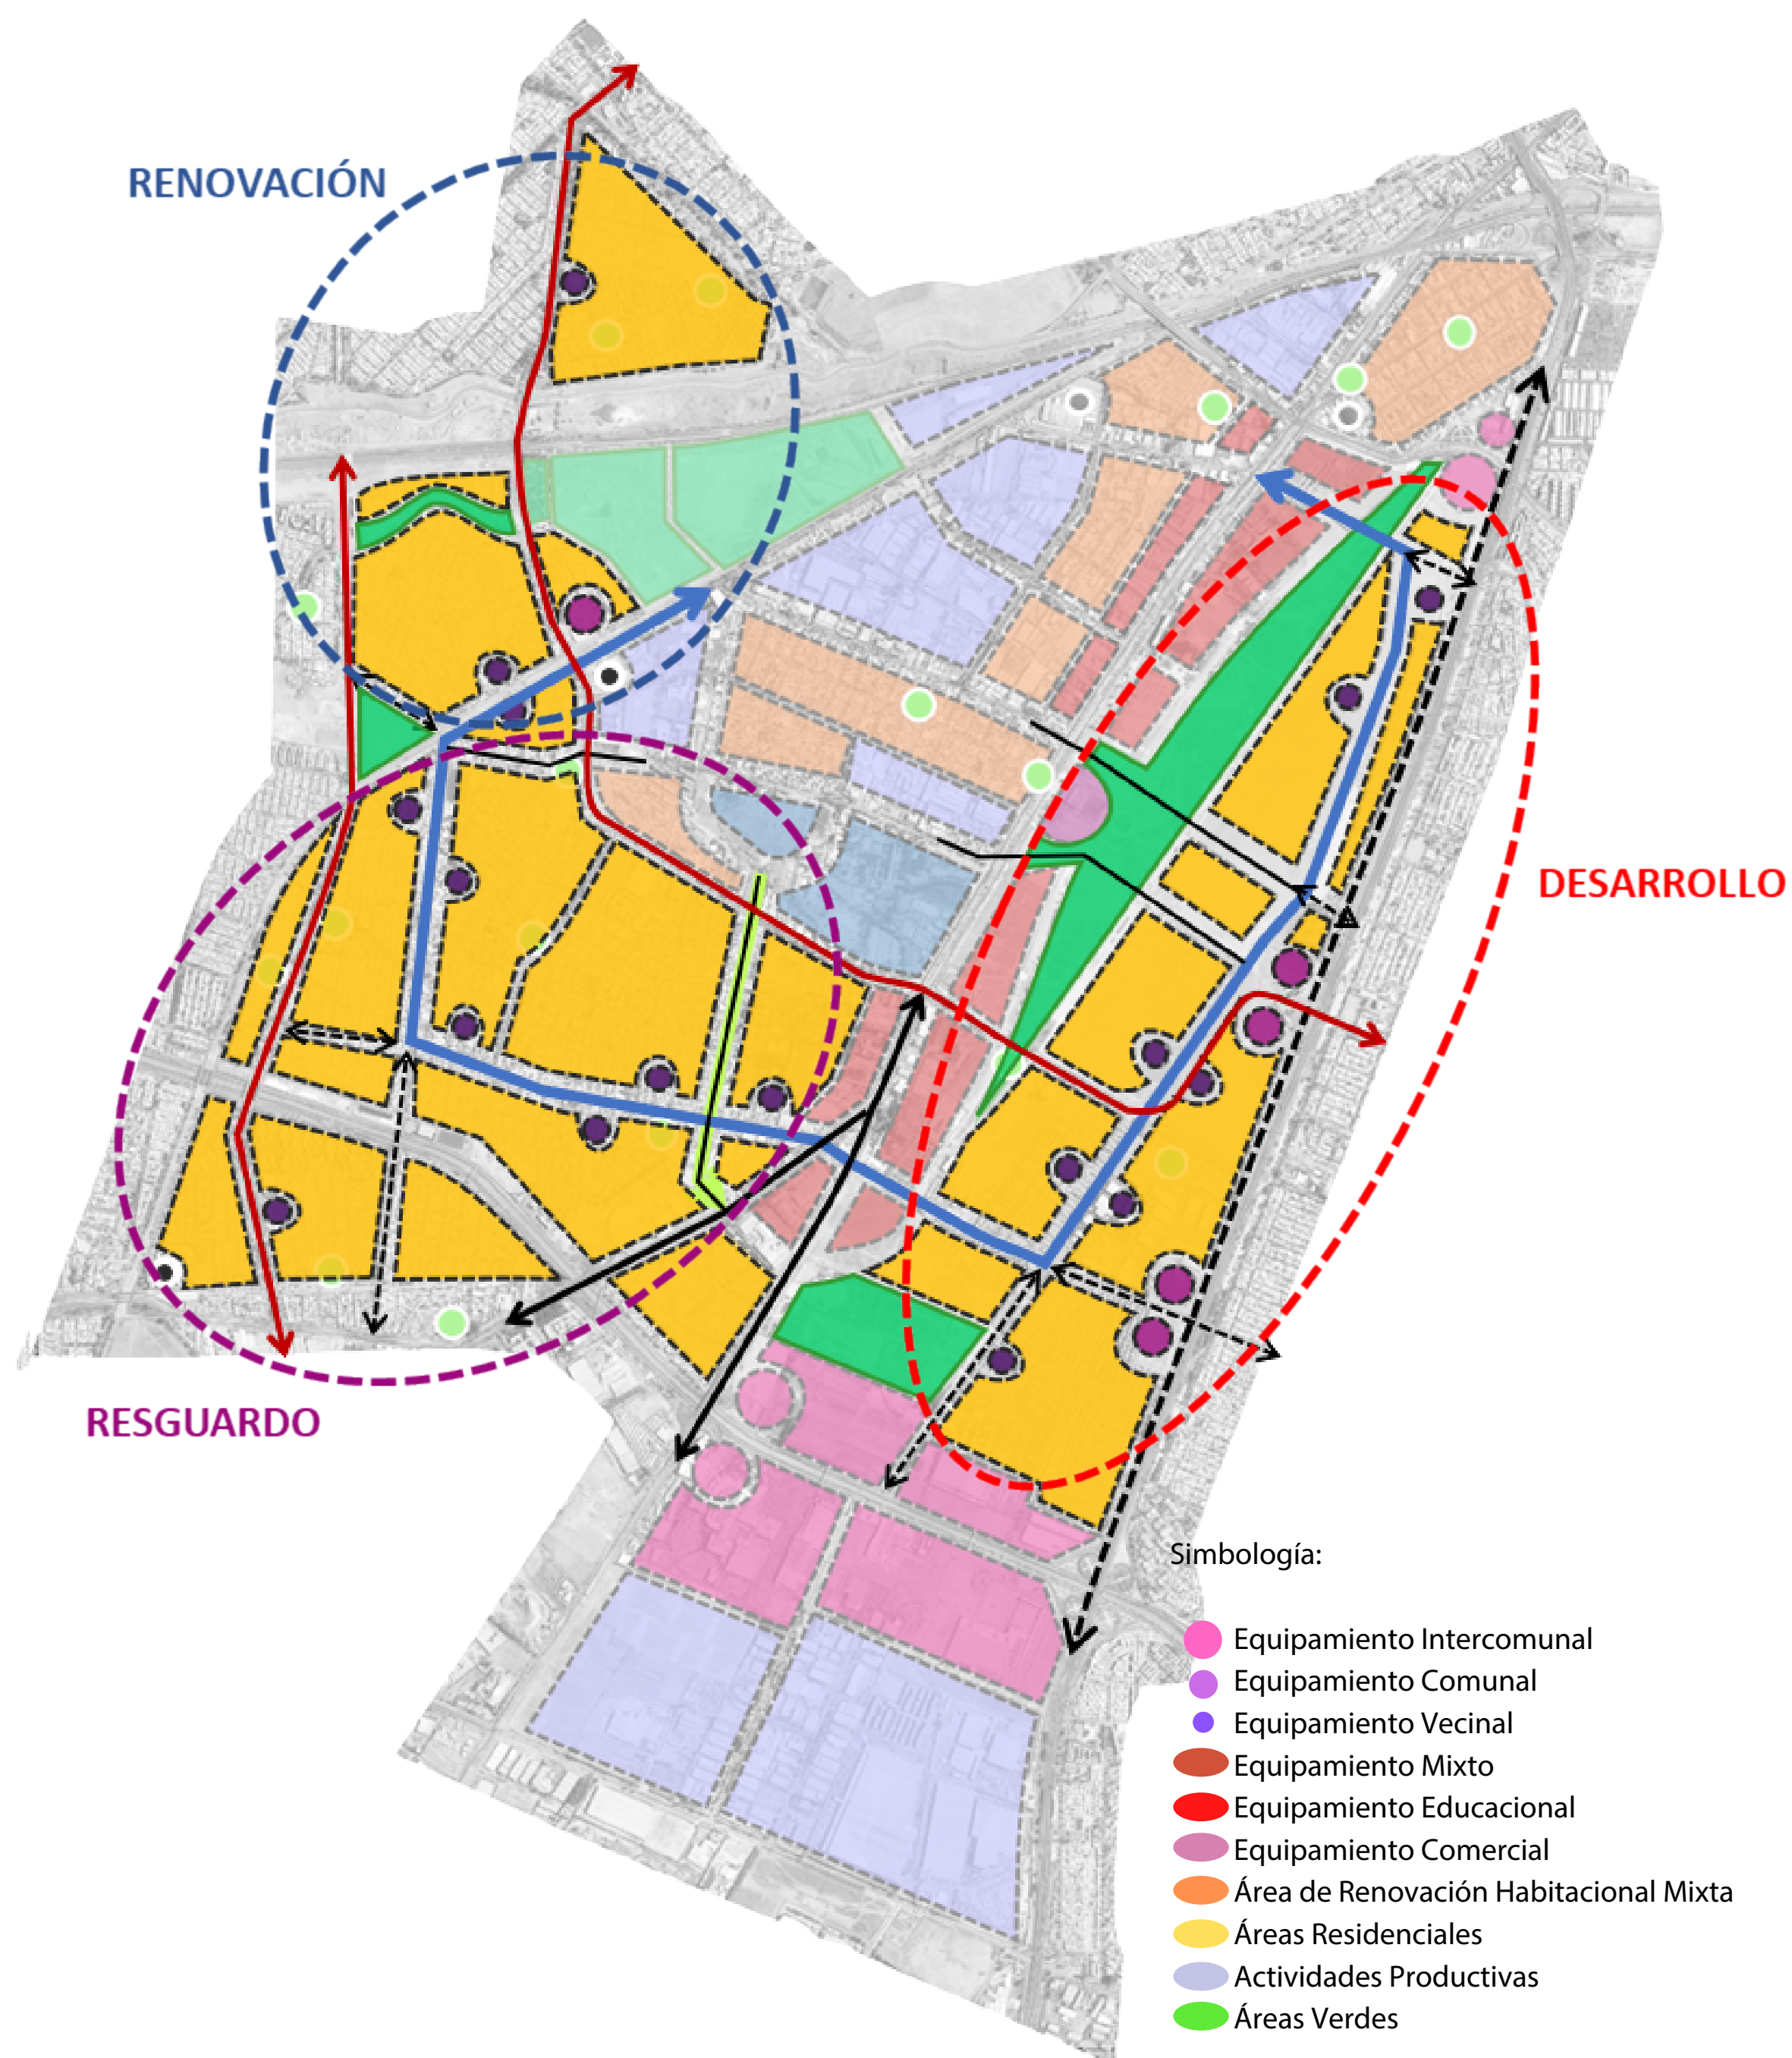 RENOVACIÓN
DESARROLLO
RESGUARDO
Simbología:
Equipamiento Intercomunal
Equipamiento Comunal
Equipamiento Vecinal
Equipamiento Mixto
Equipamiento Educacional
Equipamiento Comercial
Área de Renovación Habitacional Mixta
Áreas Residenciales
Actividades Productivas
Áreas Verdes